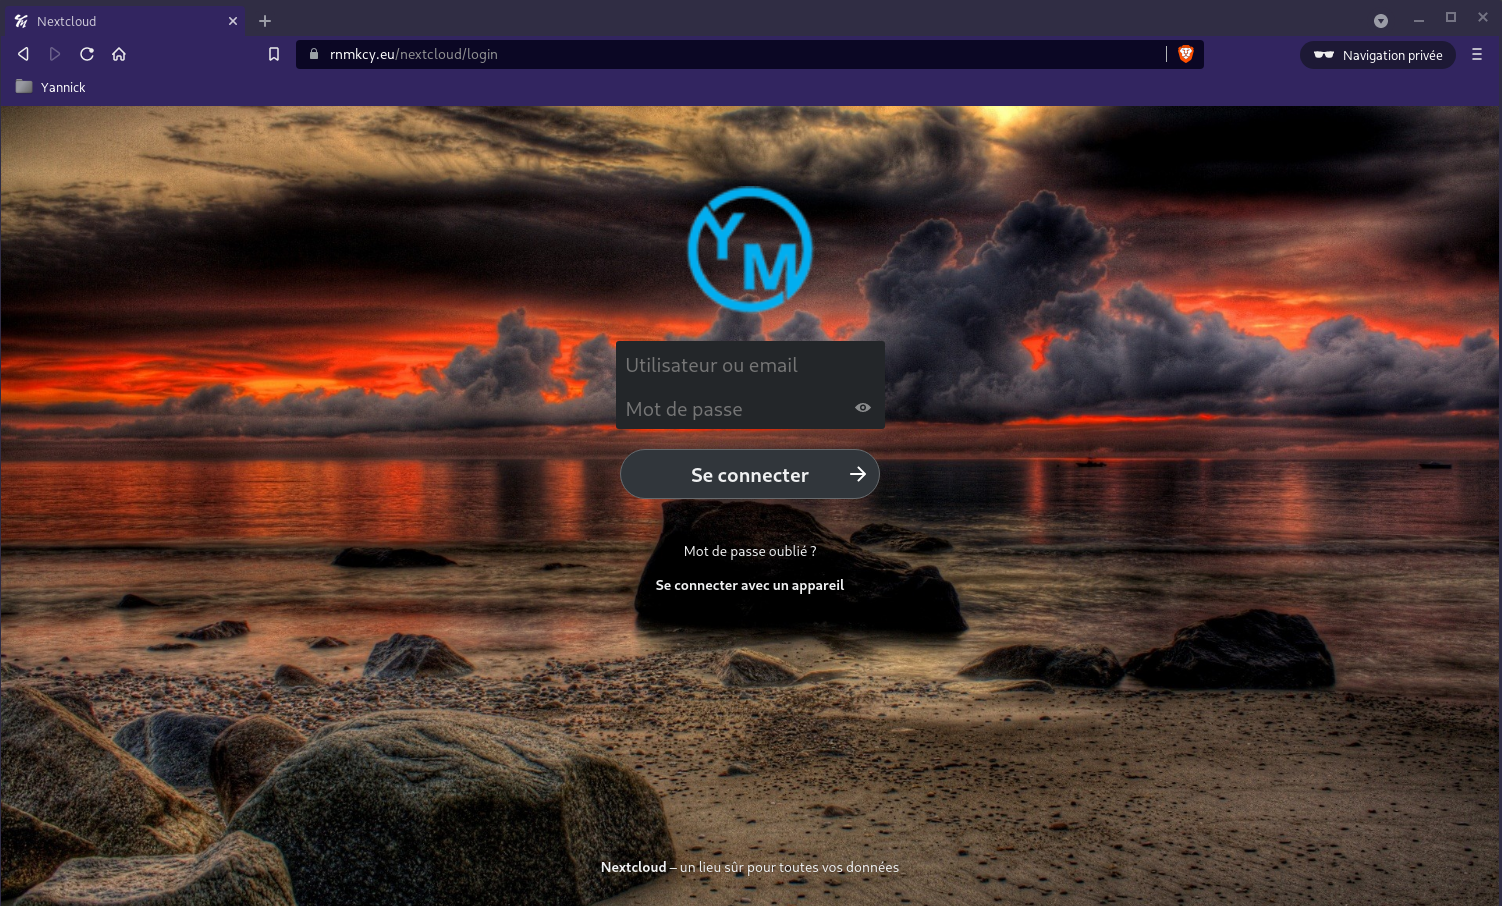 Nextcloud
rnmkcy.eu/nextcloud/login
Navigation privée
Yannick
YM
Utilisateur ou email
Mot de passe
Se connecter
Mot de passe oublié ?
Se connecter avec un appareil
Nextcloud – un lieu sûr pour toutes vos données